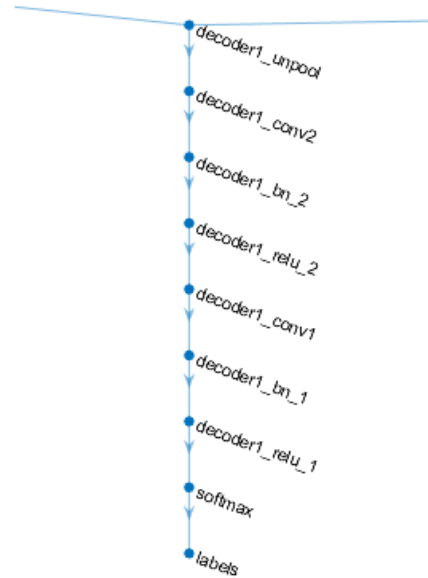 decoder1_unpool
decoder1_conv2
decoder1_bn_2
decoder1_relu_2
decoder1_conv1
decoder1_bn_1
decoder1_relu_1
softmax
labels